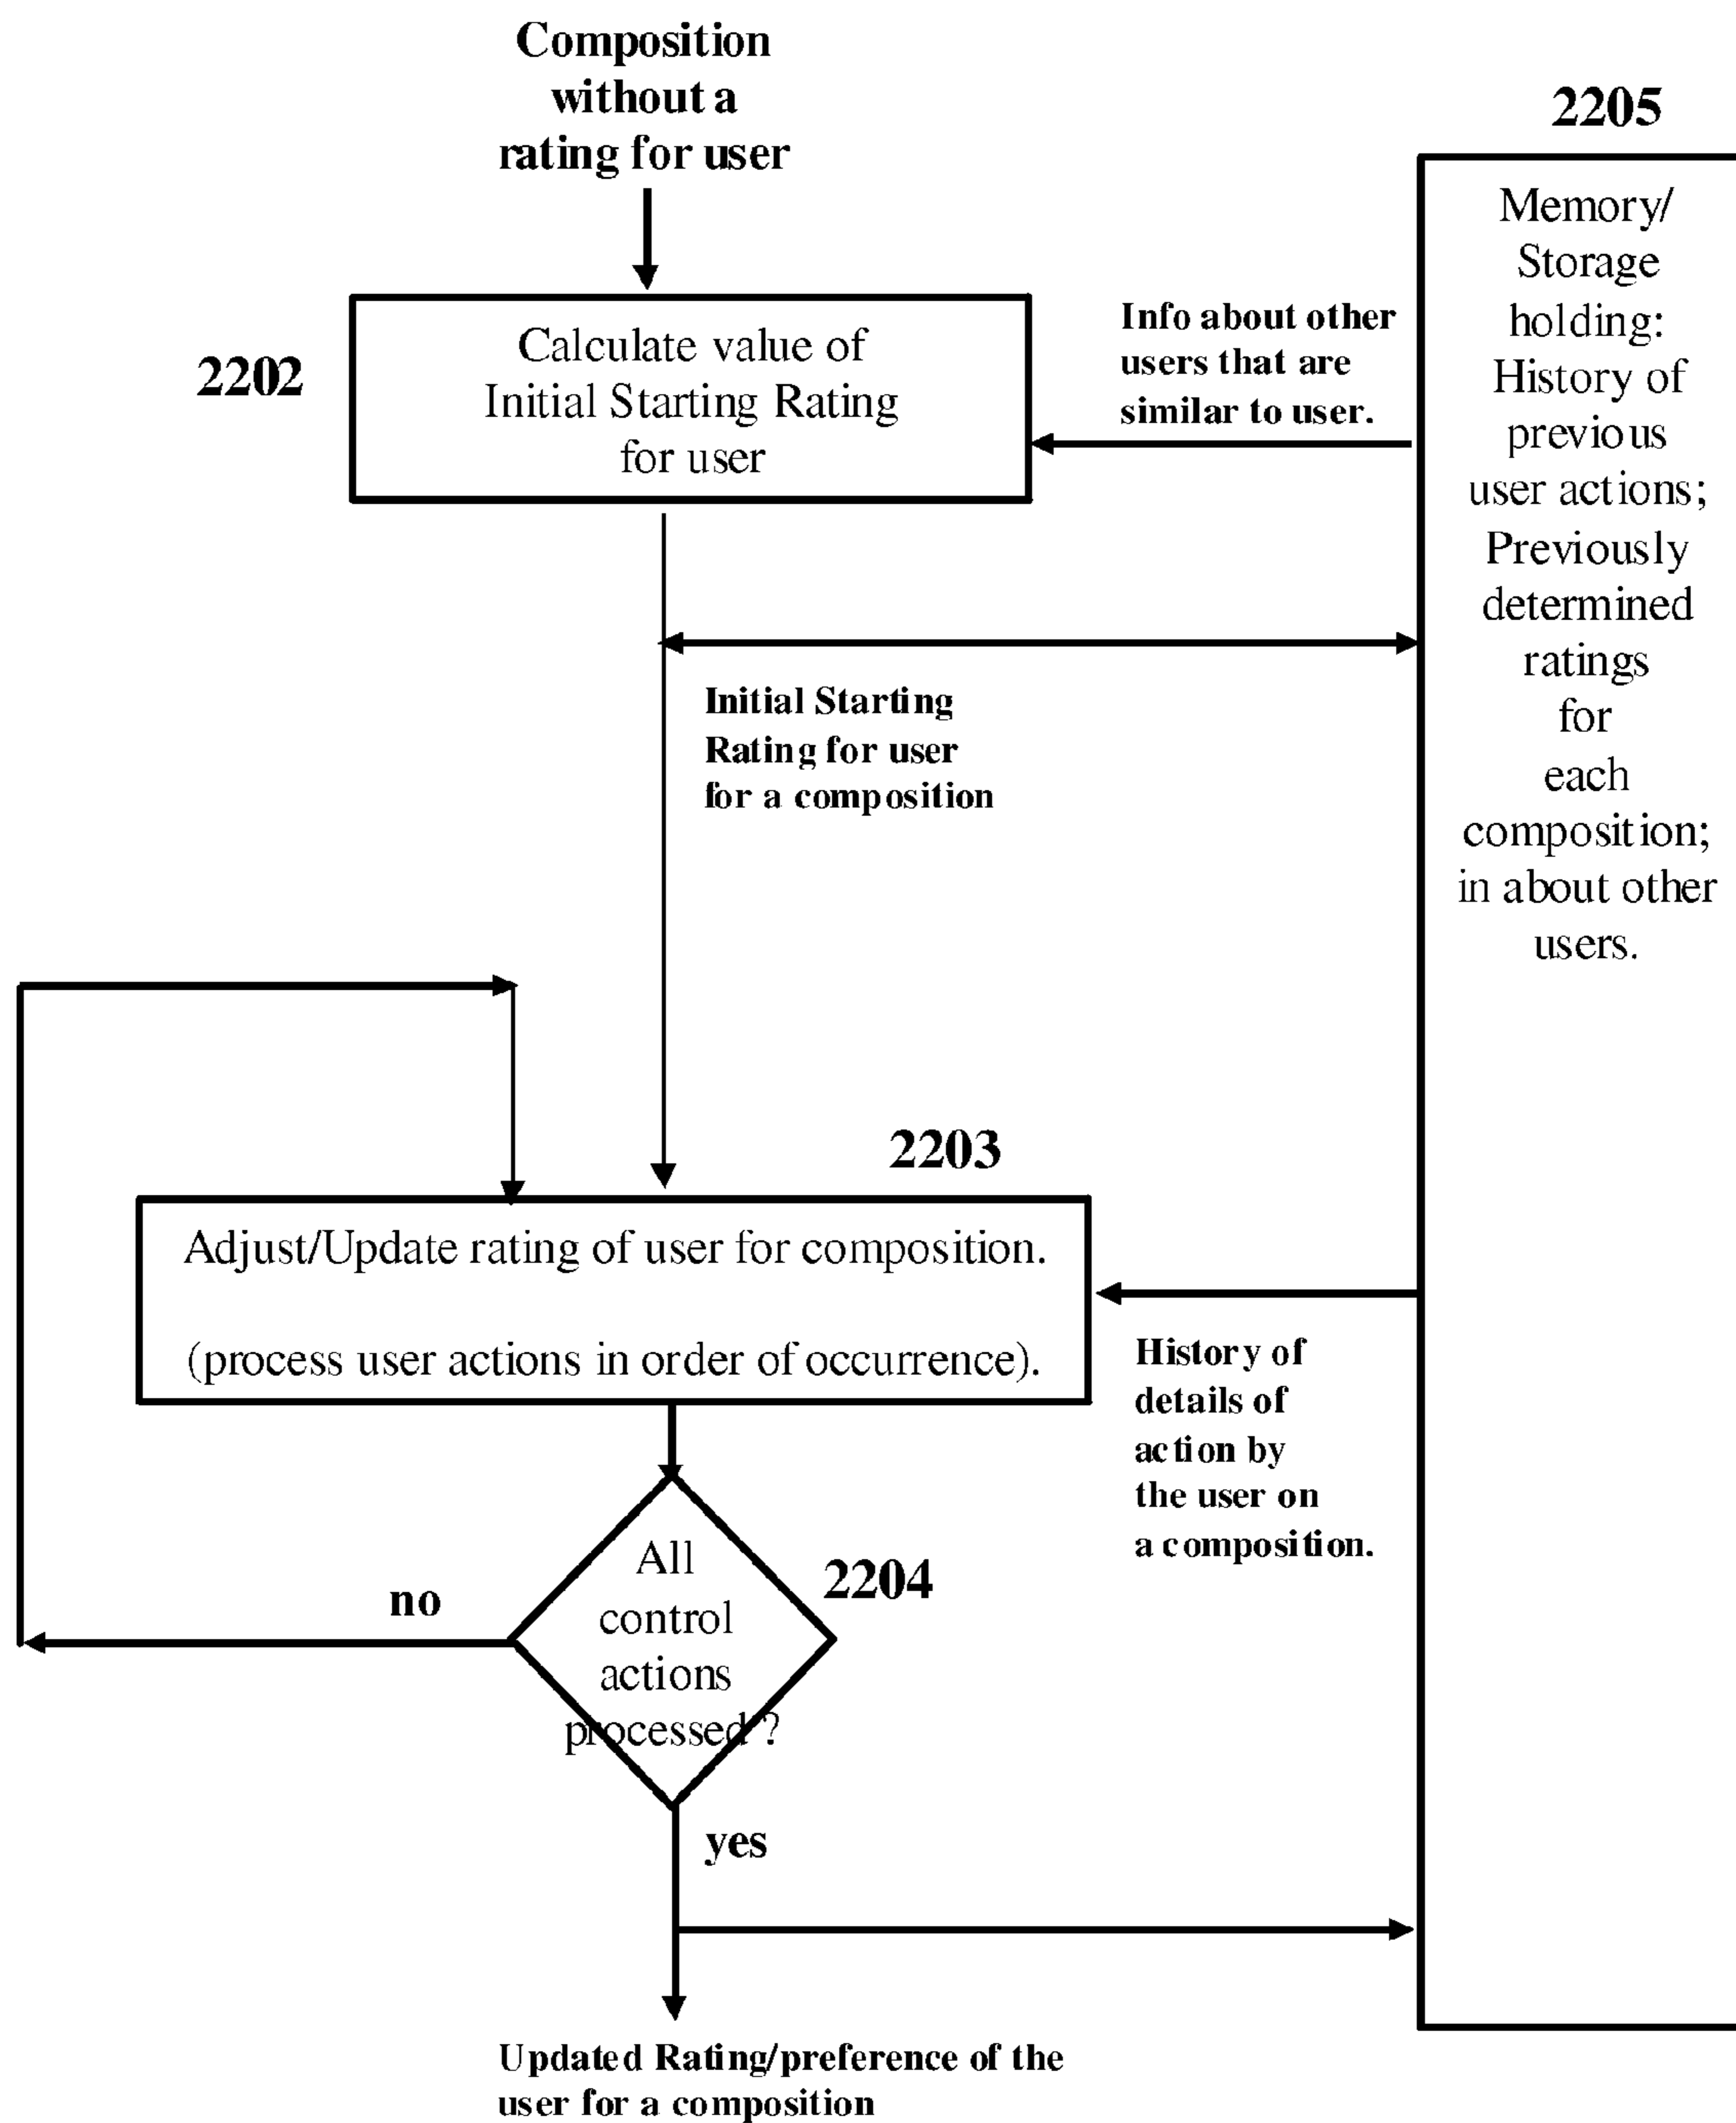 Composition
without a
rating for user
2202
Calculate value of
Initial Starting Rating
for user
Info about other
users that are
similar to user.
2205
Memory/
Storage
holding:
History of
previous
user actions;
Previously
determined
ratings
for
each
composition;
in about other
users.
Initial Starting
Rating for user
for a composition
2203
Adjust/Update rating of user for composition.
(process user actions in order of occurrence).
History of
details of
action by
the user on
a composition.
2204
All
control
actions
processed ?
no
yes
Updated Rating/preference of the
user for a composition